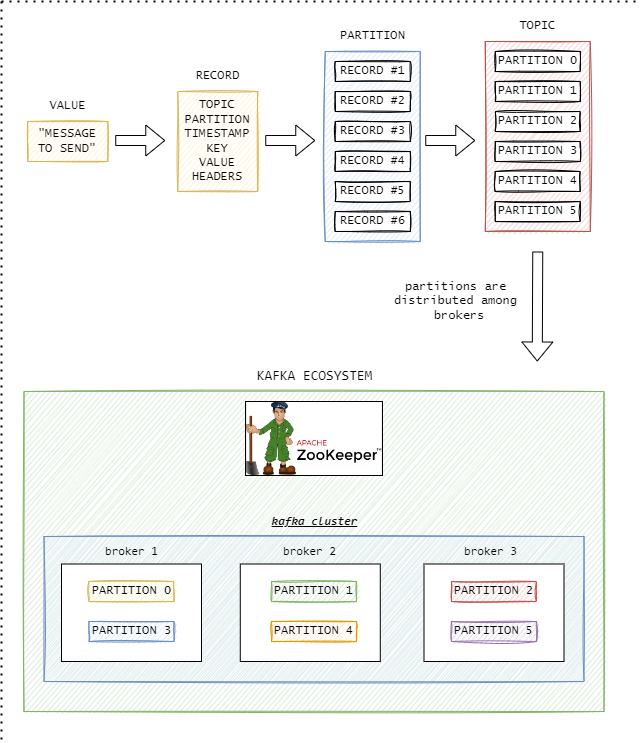 VALUE
"MESSAGE
TO SEND"
RECORD
TOPIC
PARTITION
TIMESTAMP
KEY
VALUE
HEADERS
PARTITION
RECORD #1
RECORD #2
RECORD #3
RECORD #4
RECORD #5
RECORD #6
TOPIC
PARTITION 0
PARTITION 1
PARTITION 2
PARTITION 3
PARTITION 4
PARTITION 5
partitions are
distributed among
brokers
KAFKA ECOSYSTEM
APACHE
ZooKeeper™
kafka cluster
broker 1
PARTITION 0
PARTITION 3
broker 2
PARTITION 1
PARTITION 4
broker 3
PARTITION 2
PARTITION 5